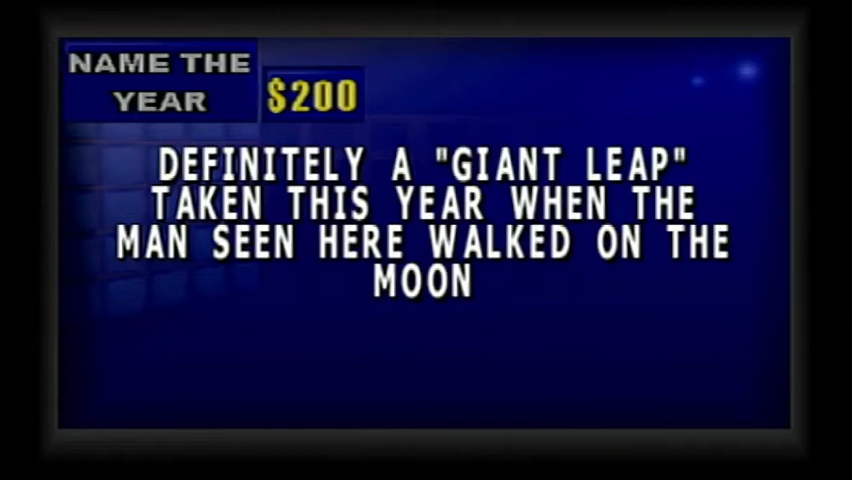 NAME THE
YEAR
$200
DEFINITELY A "GIANT LEAP"
TAKEN THIS YEAR WHEN THE
MAN SEEN HERE WALKED ON THE
MOON